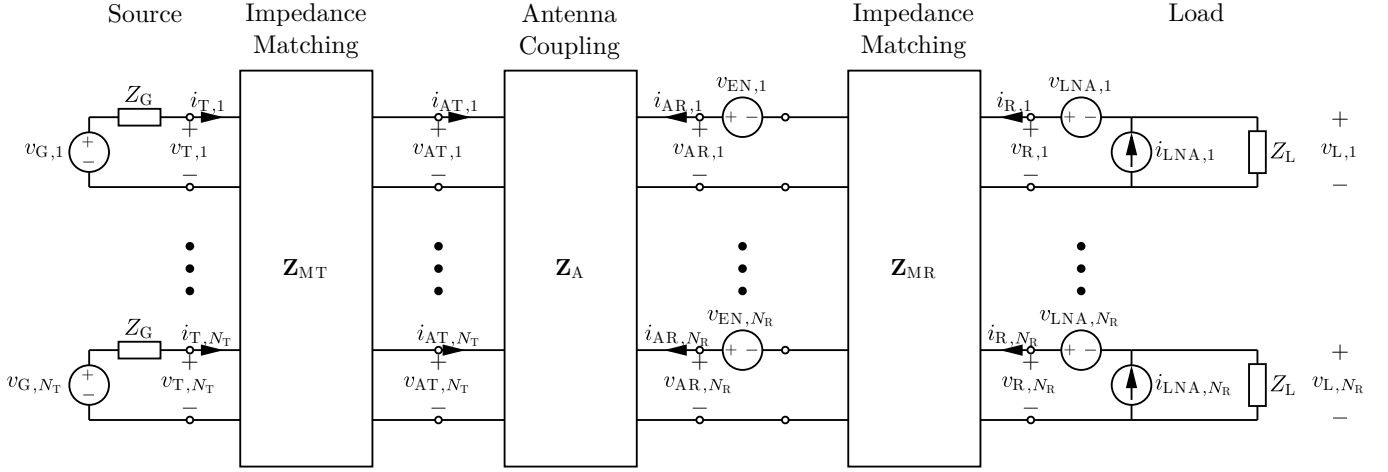 Source
Impedance
Matching
Antenna
Coupling
Impedance
Matching
Load
Z_G
i_T,1
i_AT,1
i_AR,1
v_EN,1
i_R,1
v_LNA,1
v_G,1
+
−
+
v_T,1
−
+
v_AT,1
−
+
v_AR,1
−
+ −
+
v_R,1
−
+ −
i_LNA,1
Z_L
+
v_L,1
−
Z_MT
Z_A
Z_MR
Z_G
i_T,N_T
i_AT,N_T
i_AR,N_R
v_EN,N_R
i_R,N_R
v_LNA,N_R
v_G,N_T
+
−
+
v_T,N_T
−
+
v_AT,N_T
−
+
v_AR,N_R
−
+ −
+
v_R,N_R
−
+ −
i_LNA,N_R
Z_L
+
v_L,N_R
−